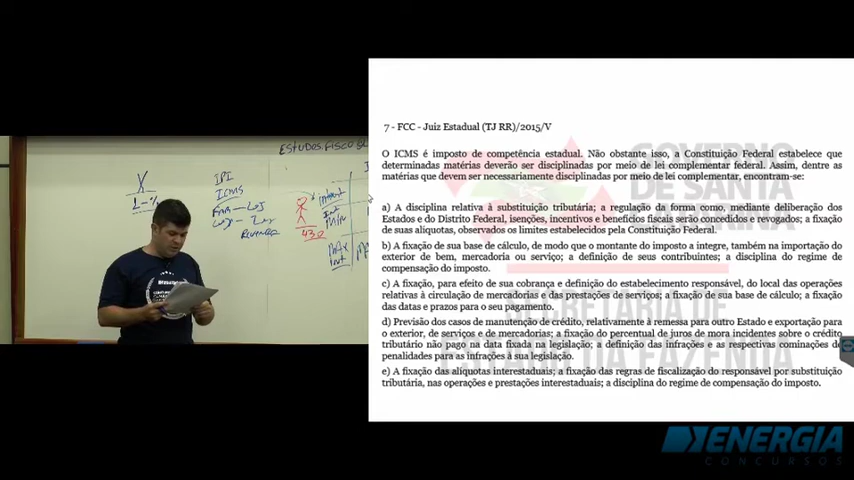 7 - FCC - Juiz Estadual (TJ RR)/2015/V
O ICMS é imposto de competência estadual. Não obstante isso, a Constituição Federal estabelece que
determinadas matérias deverão ser disciplinadas por meio de lei complementar federal. Assim, dentre as
matérias que devem ser necessariamente disciplinadas por meio de lei complementar, encontram-se:
a) A disciplina relativa à substituição tributária; a regulação da forma como, mediante deliberação dos
Estados e do Distrito Federal, isenções, incentivos e benefícios fiscais serão concedidos e revogados; a fixação
de suas alíquotas, observados os limites estabelecidos pela Constituição Federal.
b) A fixação de sua base de cálculo, de modo que o montante do imposto a integre, também na importação do
exterior de bem, mercadoria ou serviço; a definição de seus contribuintes; a disciplina do regime de
compensação do imposto.
c) A fixação, para efeito de sua cobrança e definição do estabelecimento responsável, do local das operações
relativas à circulação de mercadorias e das prestações de serviços; a fixação de sua base de cálculo; a fixação
das datas e prazos para o seu pagamento.
d) Previsão dos casos de manutenção de crédito, relativamente à remessa para outro Estado e exportação para
o exterior, de serviços e de mercadorias; a fixação do percentual de juros de mora incidentes sobre o crédito
tributário não pago na data fixada na legislação; a definição das infrações e as respectivas cominações de
penalidades para as infrações à sua legislação.
e) A fixação das alíquotas interestaduais; a fixação das regras de fiscalização do responsável por substituição
tributária, nas operações e prestações interestaduais; a disciplina do regime de compensação do imposto.
GOVERNO DE
SANTA
CATARINA
SECRETARIA DE
ESTADO DA FAZENDA
IPI
ICMS
430
ENERGIA
CONCURSOS